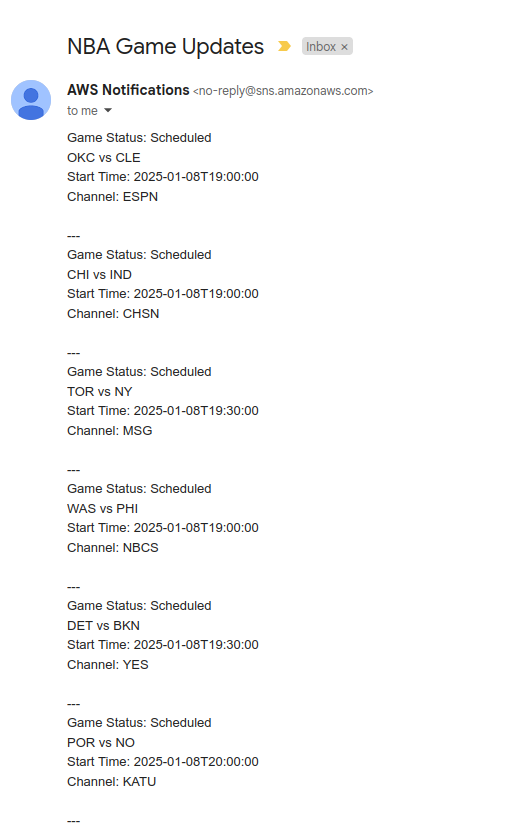 NBA Game Updates
Inbox ×
AWS Notifications <no-reply@sns.amazonaws.com>
to me
Game Status: Scheduled
OKC vs CLE
Start Time: 2025-01-08T19:00:00
Channel: ESPN
---
Game Status: Scheduled
CHI vs IND
Start Time: 2025-01-08T19:00:00
Channel: CHSN
---
Game Status: Scheduled
TOR vs NY
Start Time: 2025-01-08T19:30:00
Channel: MSG
---
Game Status: Scheduled
WAS vs PHI
Start Time: 2025-01-08T19:00:00
Channel: NBCS
---
Game Status: Scheduled
DET vs BKN
Start Time: 2025-01-08T19:30:00
Channel: YES
---
Game Status: Scheduled
POR vs NO
Start Time: 2025-01-08T20:00:00
Channel: KATU
---